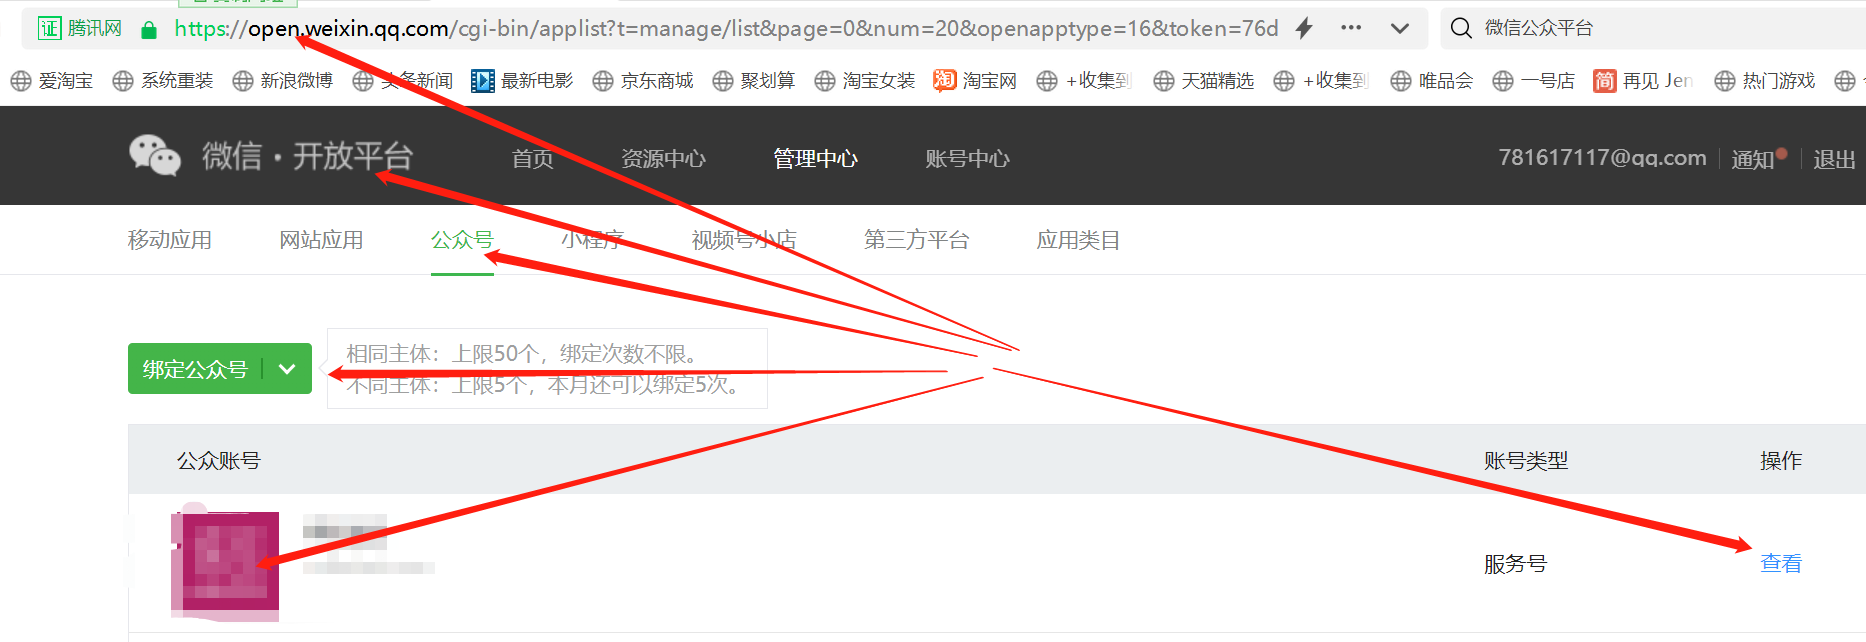 证 腾讯网 https://open.weixin.qq.com/cgi-bin/applist?t=manage/list&page=0&num=20&openapptype=16&token=76d 微信公众平台
爱淘宝 系统重装 新浪微博 头条新闻 最新电影 京东商城 聚划算 淘宝女装 淘 淘宝网 +收集到 天猫精选 +收集到 唯品会 一号店 简 再见 Jen 热门游戏
微信·开放平台 首页 资源中心 管理中心 账号中心 781617117@qq.com 通知 退出
移动应用 网站应用 公众号 小程序 视频号小店 第三方平台 应用类目
绑定公众号
相同主体：上限50个，绑定次数不限。
不同主体：上限5个，本月还可以绑定5次。
公众账号 账号类型 操作
服务号 查看